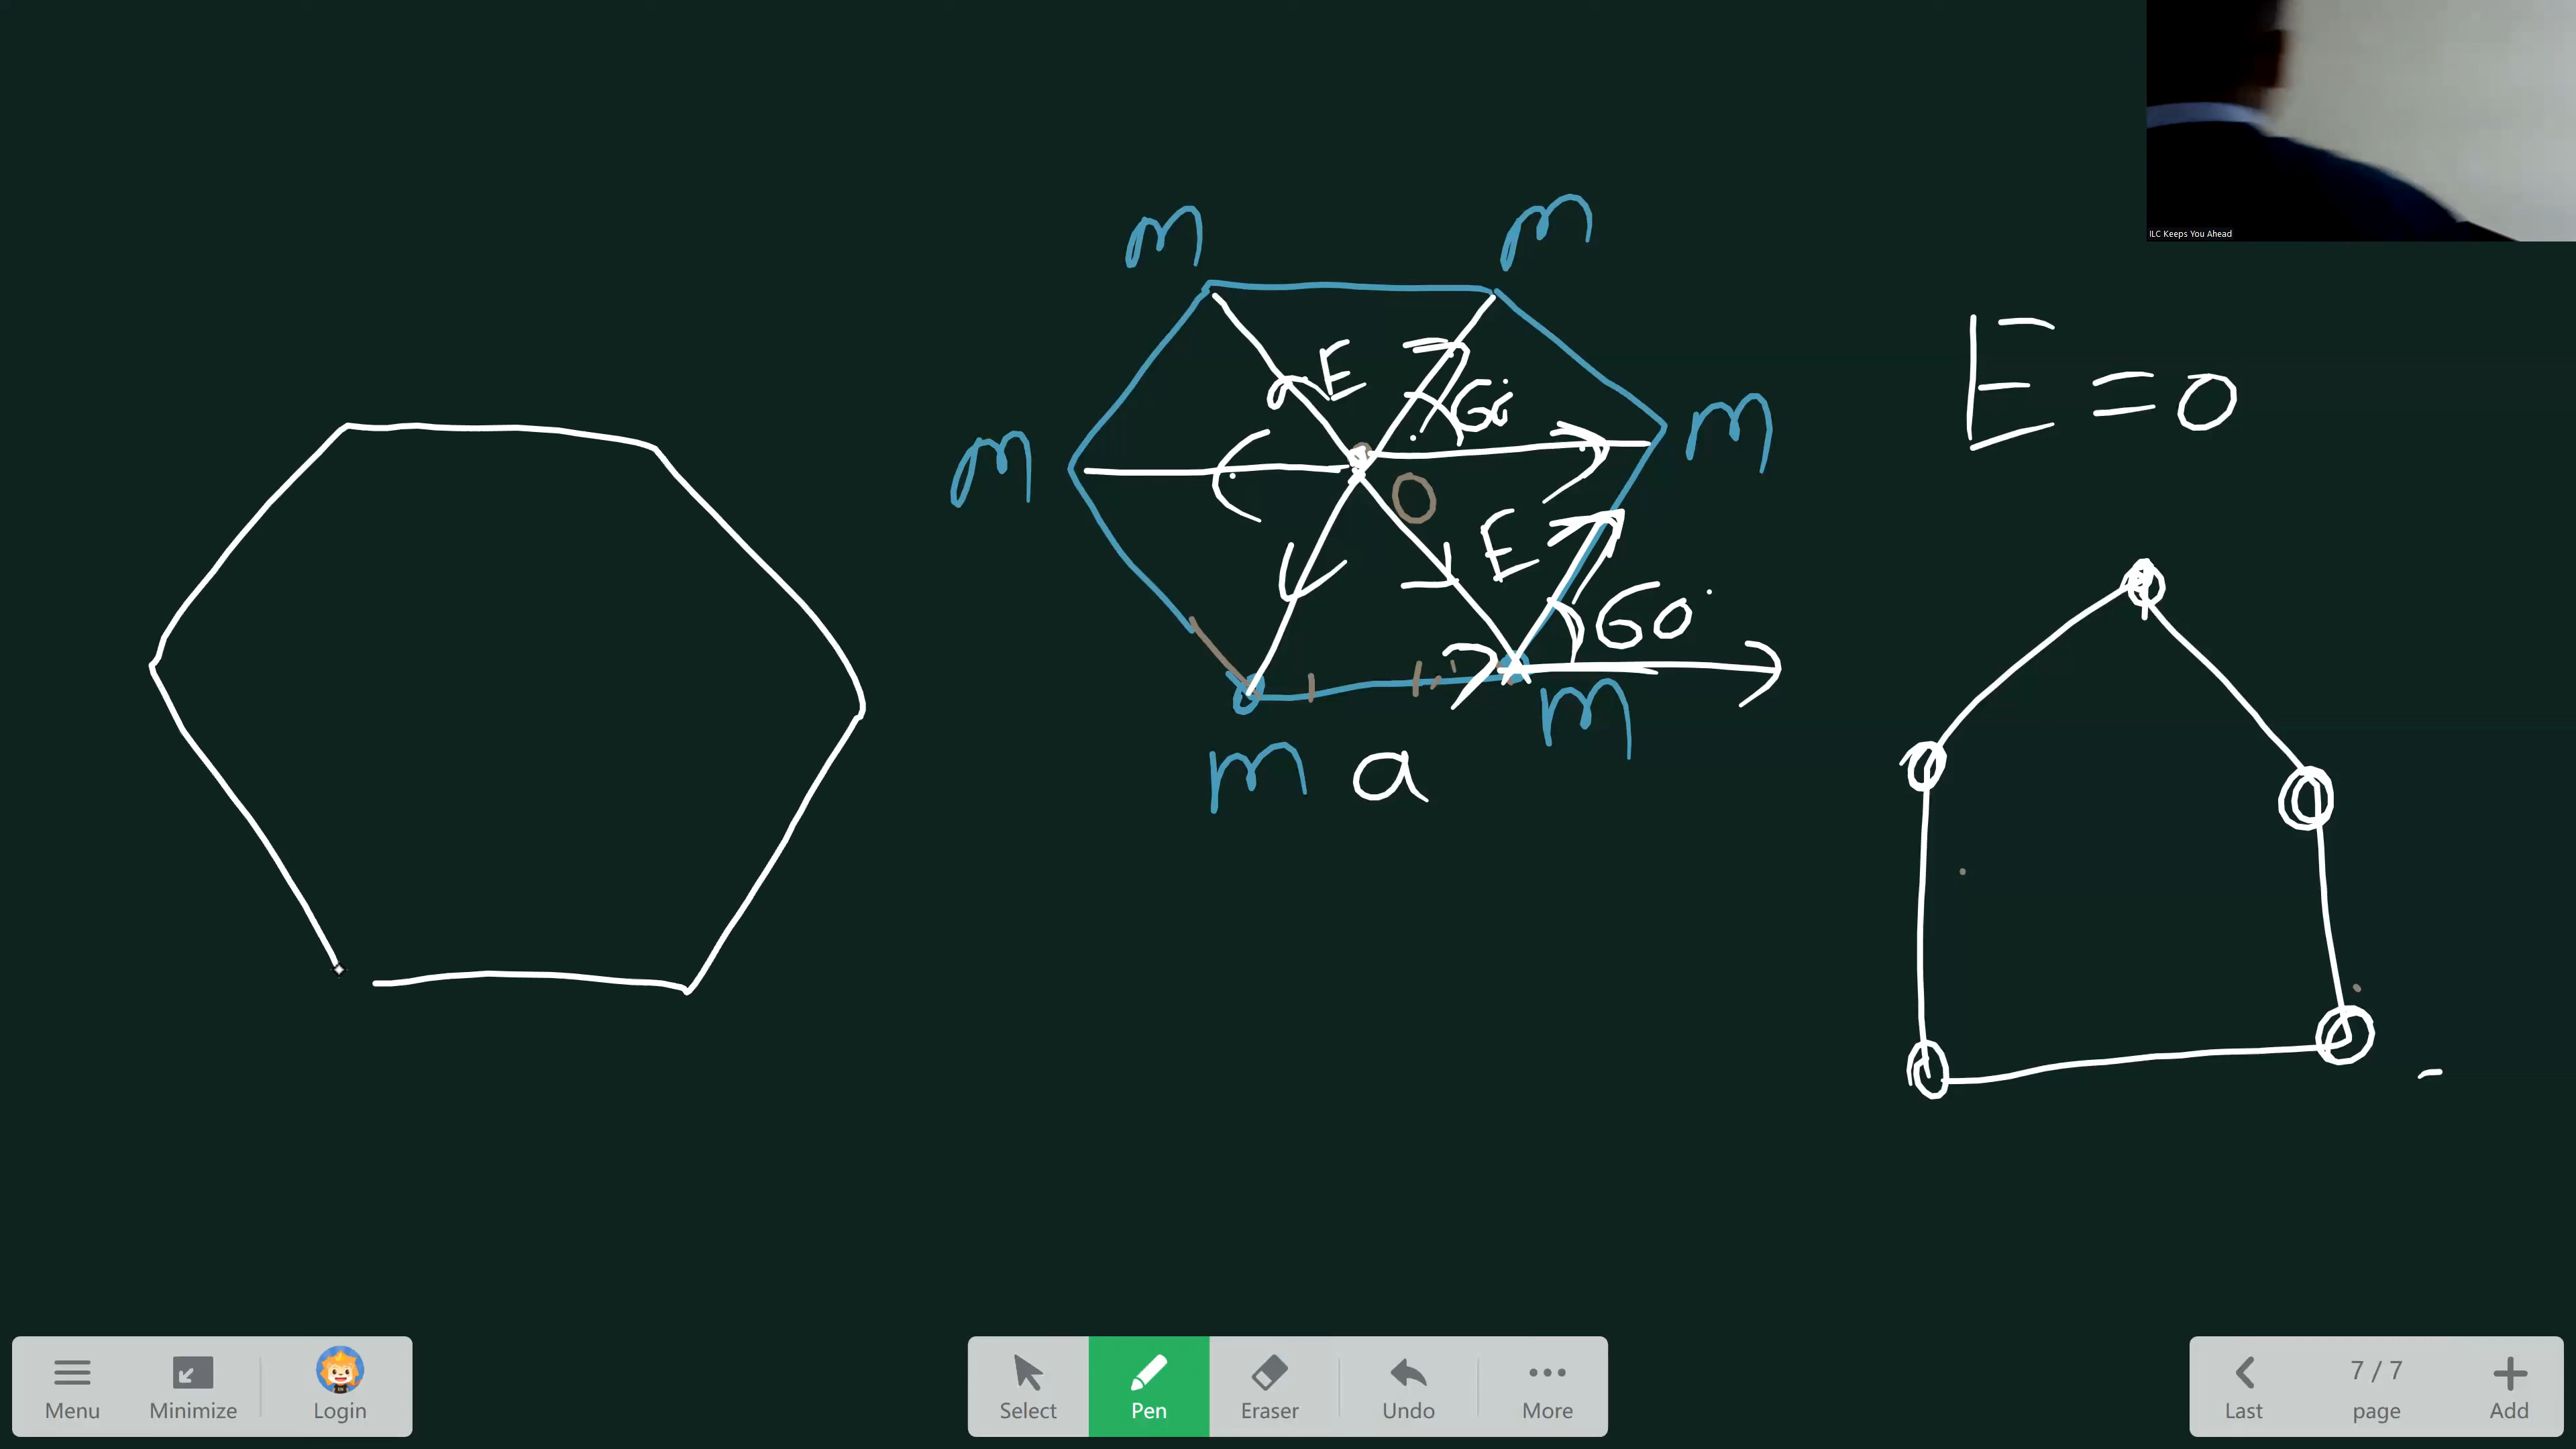 ILC Keeps You Ahead
m
m
m
m
m
m
a
E
60°
O
E
60°
E = 0
Menu
Minimize
Login
Select
Pen
Eraser
Undo
More
Last
7 / 7
page
Add